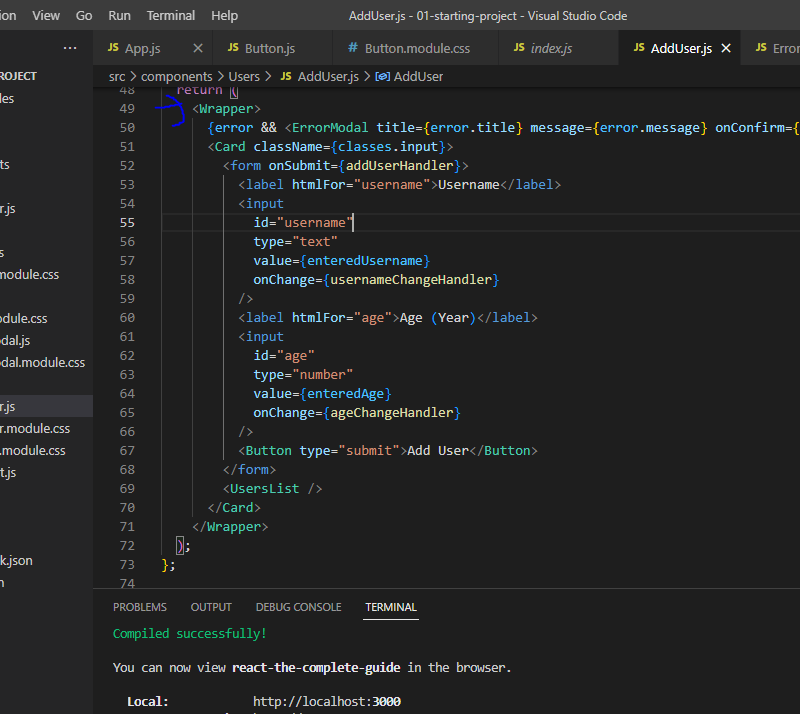 ion View Go Run Terminal Help AddUser.js - 01-starting-project - Visual Studio Code
··· JS App.js × JS Button.js # Button.module.css JS index.js JS AddUser.js × JS Error
src > components > Users > JS AddUser.js > AddUser
ROJECT
les
ts
r.js
s
module.css
odule.css
dal.js
odal.module.css
r.js
r.module.css
.module.css
t.js
k.json
n
48 return (
49 <Wrapper>
50 {error && <ErrorModal title={error.title} message={error.message} onConfirm={
51 <Card className={classes.input}>
52 <form onSubmit={addUserHandler}>
53 <label htmlFor="username">Username</label>
54 <input
55 id="username"
56 type="text"
57 value={enteredUsername}
58 onChange={usernameChangeHandler}
59 />
60 <label htmlFor="age">Age (Year)</label>
61 <input
62 id="age"
63 type="number"
64 value={enteredAge}
65 onChange={ageChangeHandler}
66 />
67 <Button type="submit">Add User</Button>
68 </form>
69 <UsersList />
70 </Card>
71 </Wrapper>
72 );
73 };
74
PROBLEMS OUTPUT DEBUG CONSOLE TERMINAL
Compiled successfully!
You can now view react-the-complete-guide in the browser.
Local: http://localhost:3000